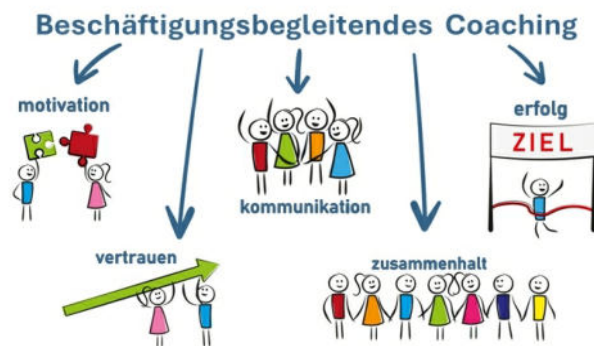 Beschäftigungsbegleitendes Coaching
motivation
erfolg
ZIEL
kommunikation
vertrauen
zusammenhalt